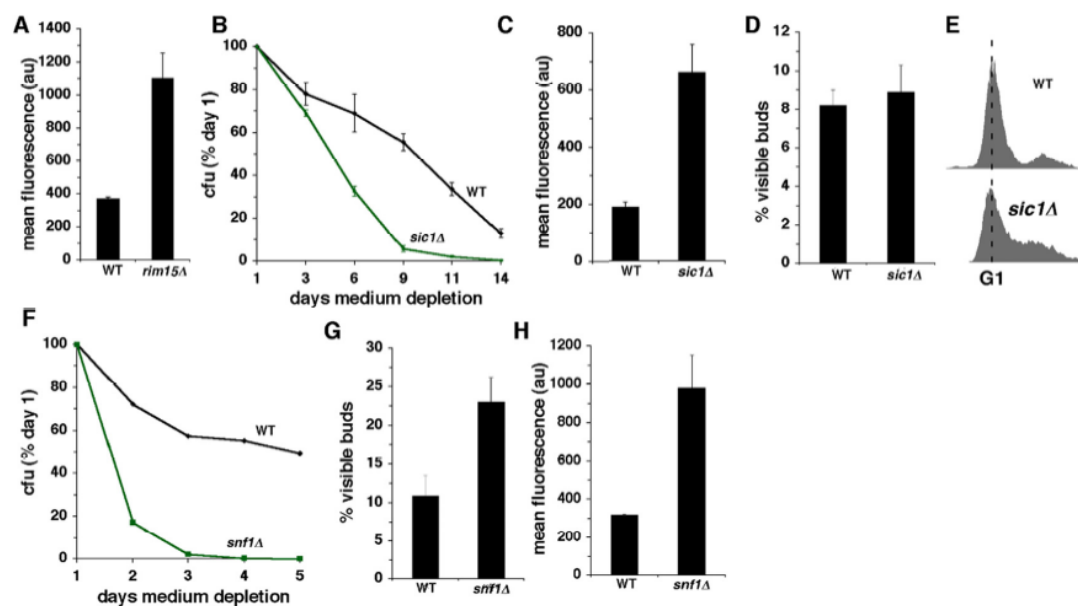 A
mean fluorescence (au)
1400
1200
1000
800
600
400
200
0
WT
rim15Δ
B
cfu (% day 1)
100
80
60
40
20
0
WT
sic1Δ
1 3 6 9 11 14
days medium depletion
C
mean fluorescence (au)
800
600
400
200
0
WT
sic1Δ
D
% visible buds
12
10
8
6
4
2
0
WT
sic1Δ
E
WT
sic1Δ
G1
F
cfu (% day 1)
100
80
60
40
20
0
WT
snf1Δ
1 2 3 4 5
days medium depletion
G
% visible buds
30
25
20
15
10
5
0
WT
snf1Δ
H
mean fluorescence (au)
1200
1000
800
600
400
200
0
WT
snf1Δ